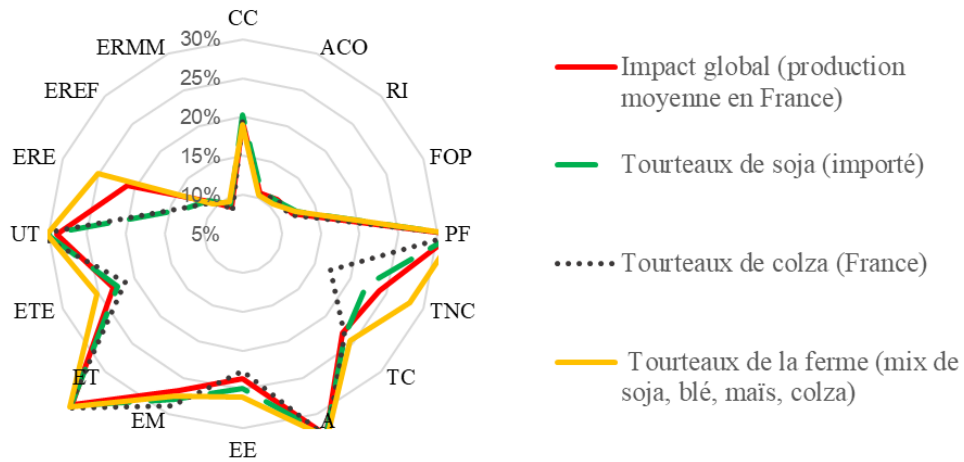 CC
30%
ERMM
ACO
25%
EREF
RI
20%
15%
ERE
FOP
10%
UT
5%
PF
ETE
TNC
ET
TC
EM
A
EE
Impact global (production
moyenne en France)
Tourteaux de soja (importé)
Tourteaux de colza (France)
Tourteaux de la ferme (mix de
soja, blé, maïs, colza)